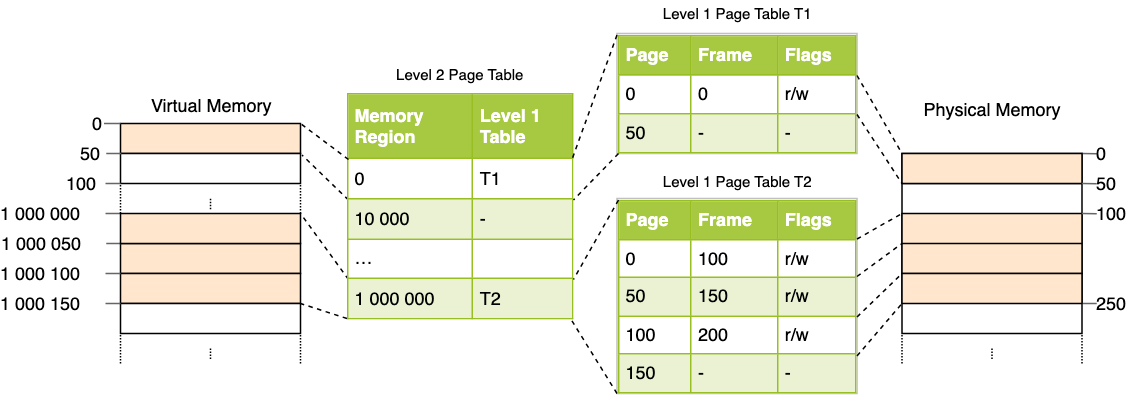 Virtual Memory
0
50
100
⁝
1 000 000
1 000 050
1 000 100
1 000 150
⁝
Level 2 Page Table
Memory Region Level 1 Table
0 T1
10 000 -
...
1 000 000 T2
Level 1 Page Table T1
Page Frame Flags
0 0 r/w
50 - -
Level 1 Page Table T2
Page Frame Flags
0 100 r/w
50 150 r/w
100 200 r/w
150 - -
Physical Memory
0
50
100
250
⁝